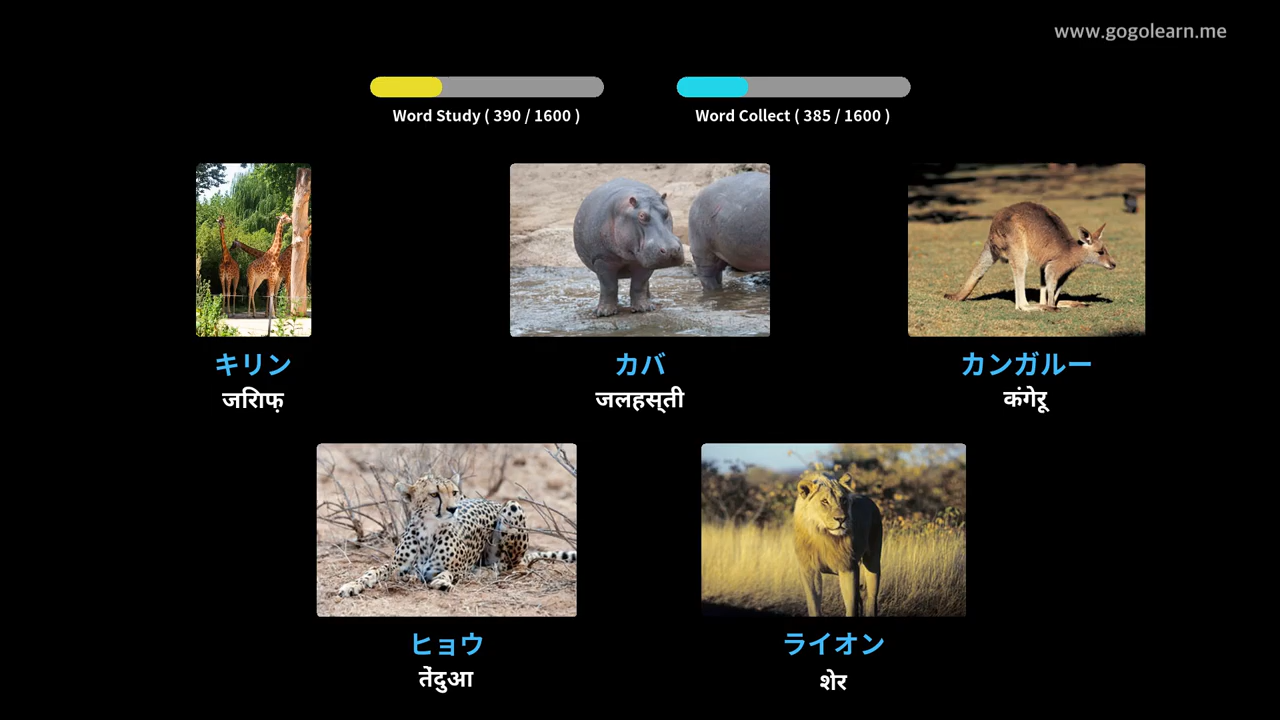 www.gogolearn.me
Word Study ( 390 / 1600 )
Word Collect ( 385 / 1600 )
キリン
जिराफ़
カバ
जलहस्ती
カンガルー
कंगेरू
ヒョウ
तेंदुआ
ライオン
शेर